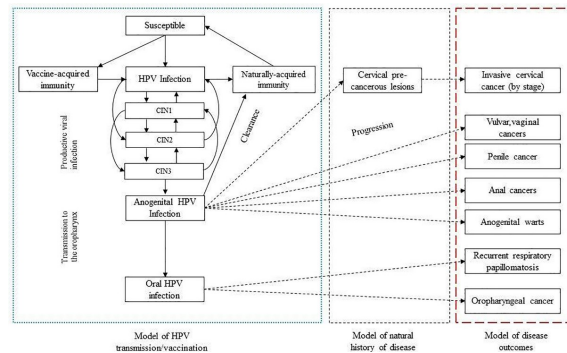 Susceptible
Vaccine-acquired
immunity
HPV Infection
Naturally-acquired
immunity
CIN1
CIN2
CIN3
Productive viral
infection
Clearance
Anogenital HPV
Infection
Transmission to
the oropharynx
Oral HPV
infection
Model of HPV
transmission/vaccination
Cervical pre-
cancerous lesions
Progression
Model of natural
history of disease
Invasive cervical
cancer (by stage)
Vulvar,vaginal
cancers
Penile cancer
Anal cancers
Anogenital warts
Recurrent respiratory
papillomatosis
Oropharyngeal cancer
Model of disease
outcomes